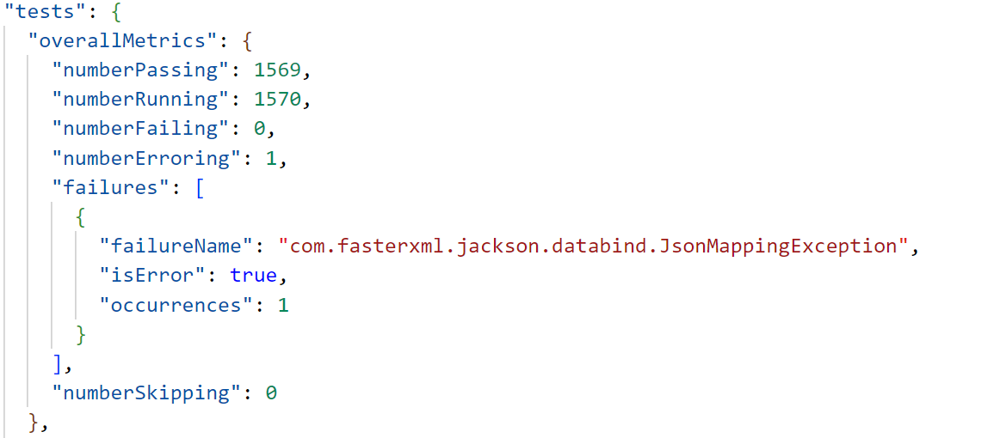 "tests": {
"overallMetrics": {
"numberPassing": 1569,
"numberRunning": 1570,
"numberFailing": 0,
"numberErroring": 1,
"failures": [
{
"failureName": "com.fasterxml.jackson.databind.JsonMappingException",
"isError": true,
"occurrences": 1
}
],
"numberSkipping": 0
},